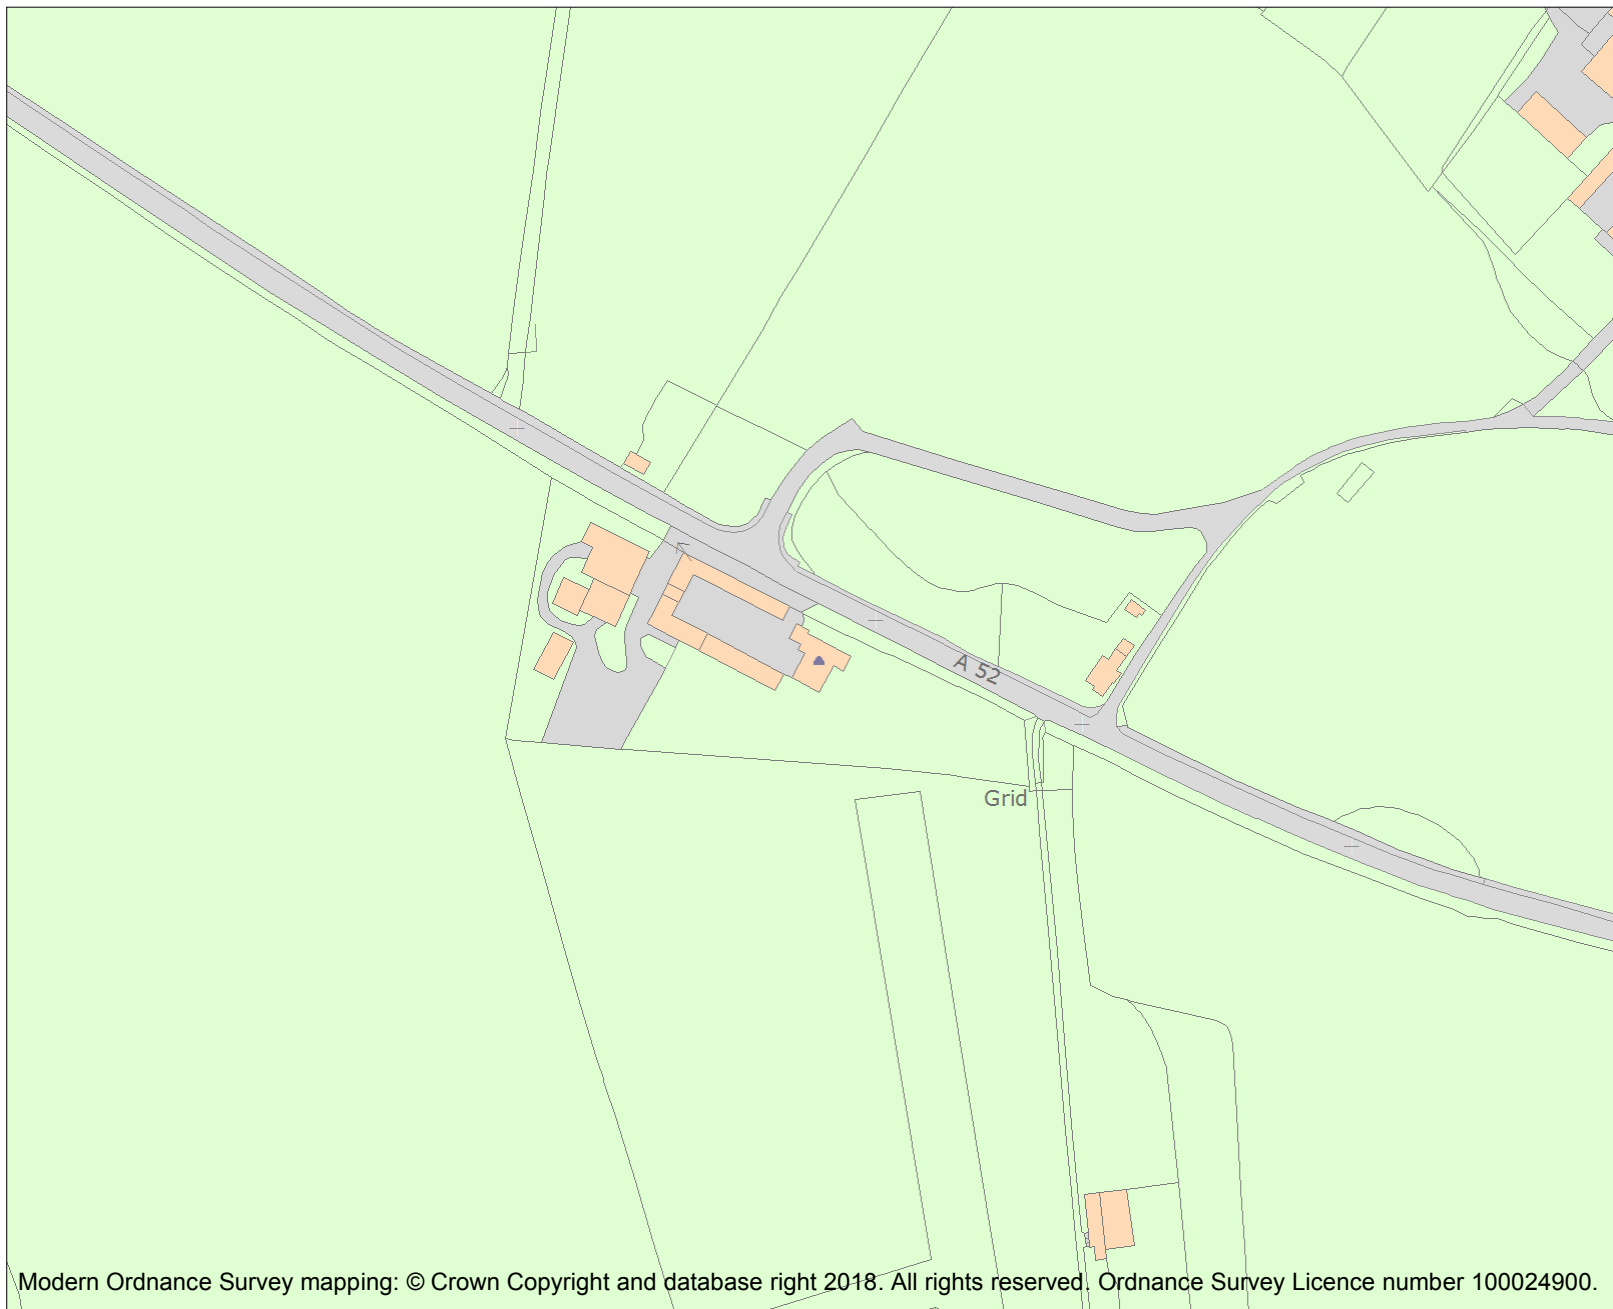 A 52
Grid
Modern Ordnance Survey mapping: © Crown Copyright and database right 2018. All rights reserved. Ordnance Survey Licence number 100024900.